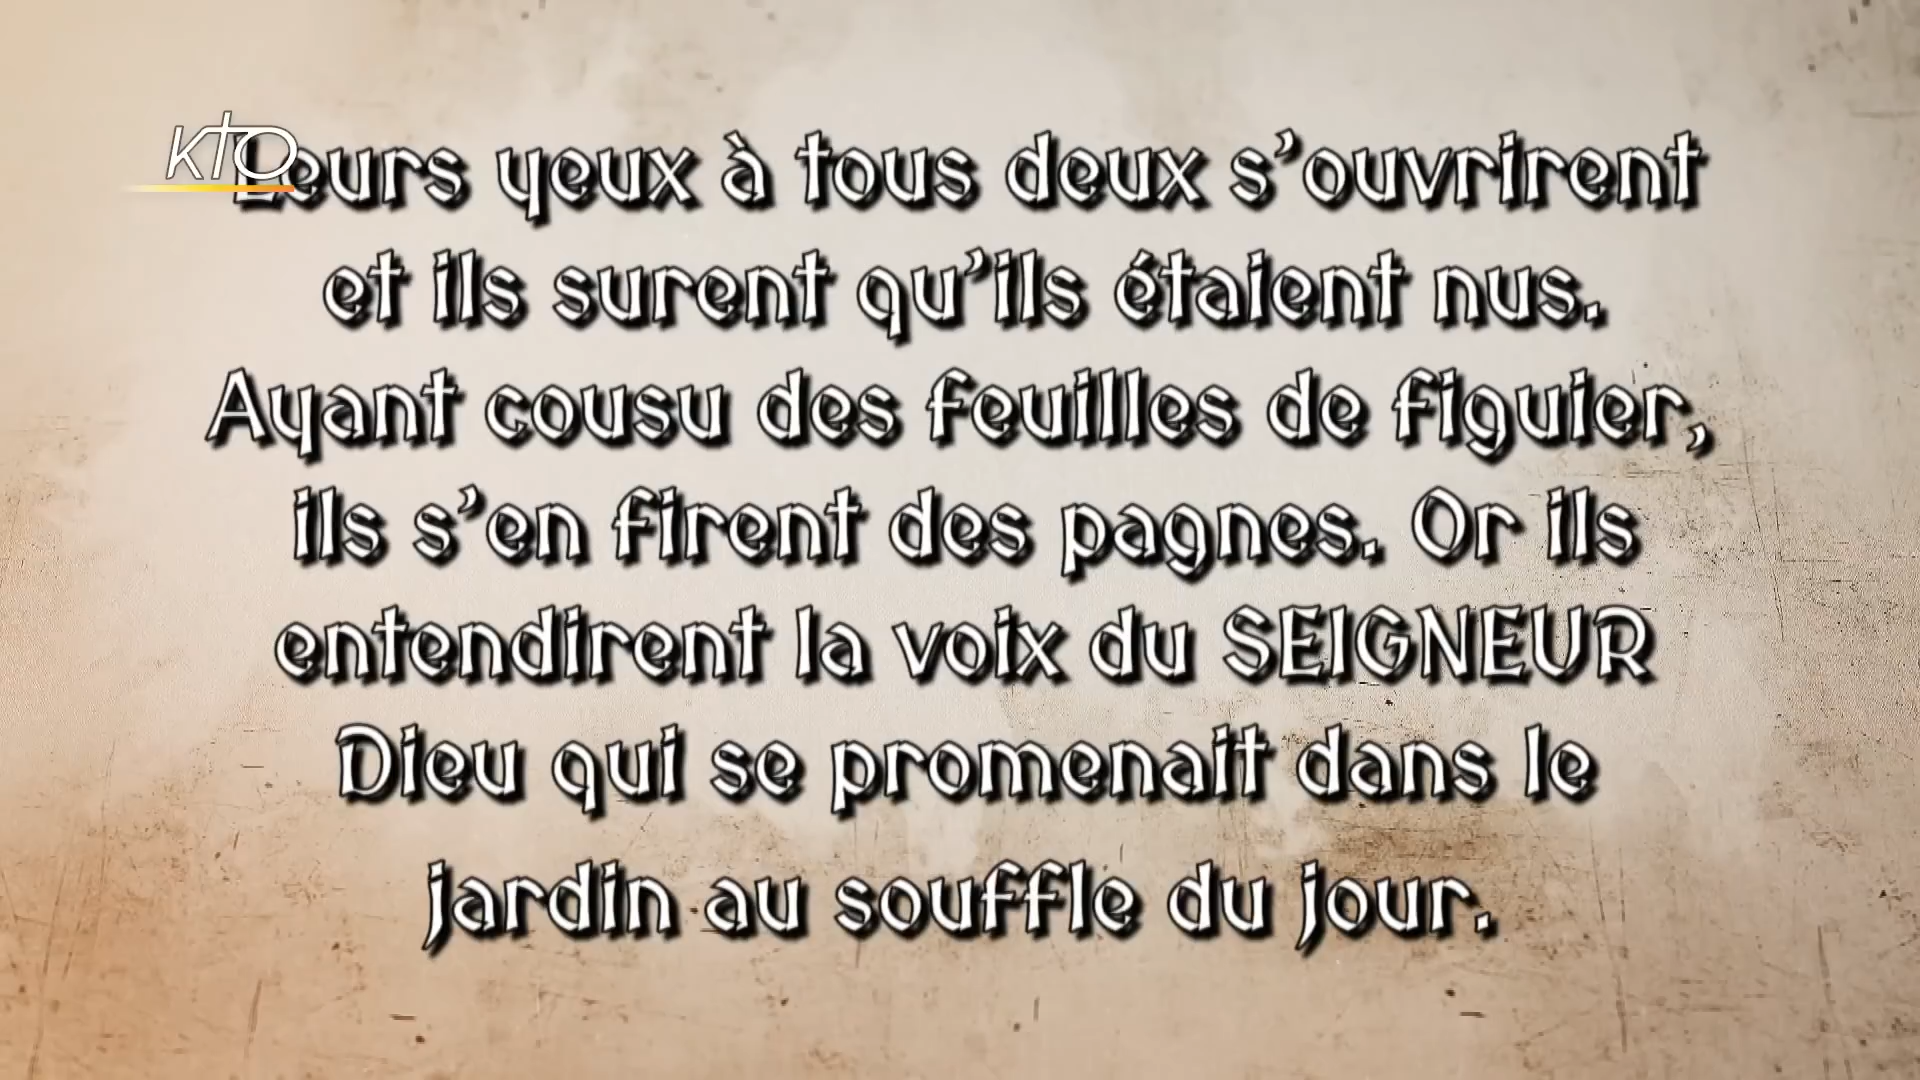 KTO
Leurs yeux à tous deux s’ouvrirent
et ils surent qu’ils étaient nus.
Ayant cousu des feuilles de figuier,
ils s’en firent des pagnes. Or ils
entendirent la voix du SEIGNEUR
Dieu qui se promenait dans le
jardin au souffle du jour.